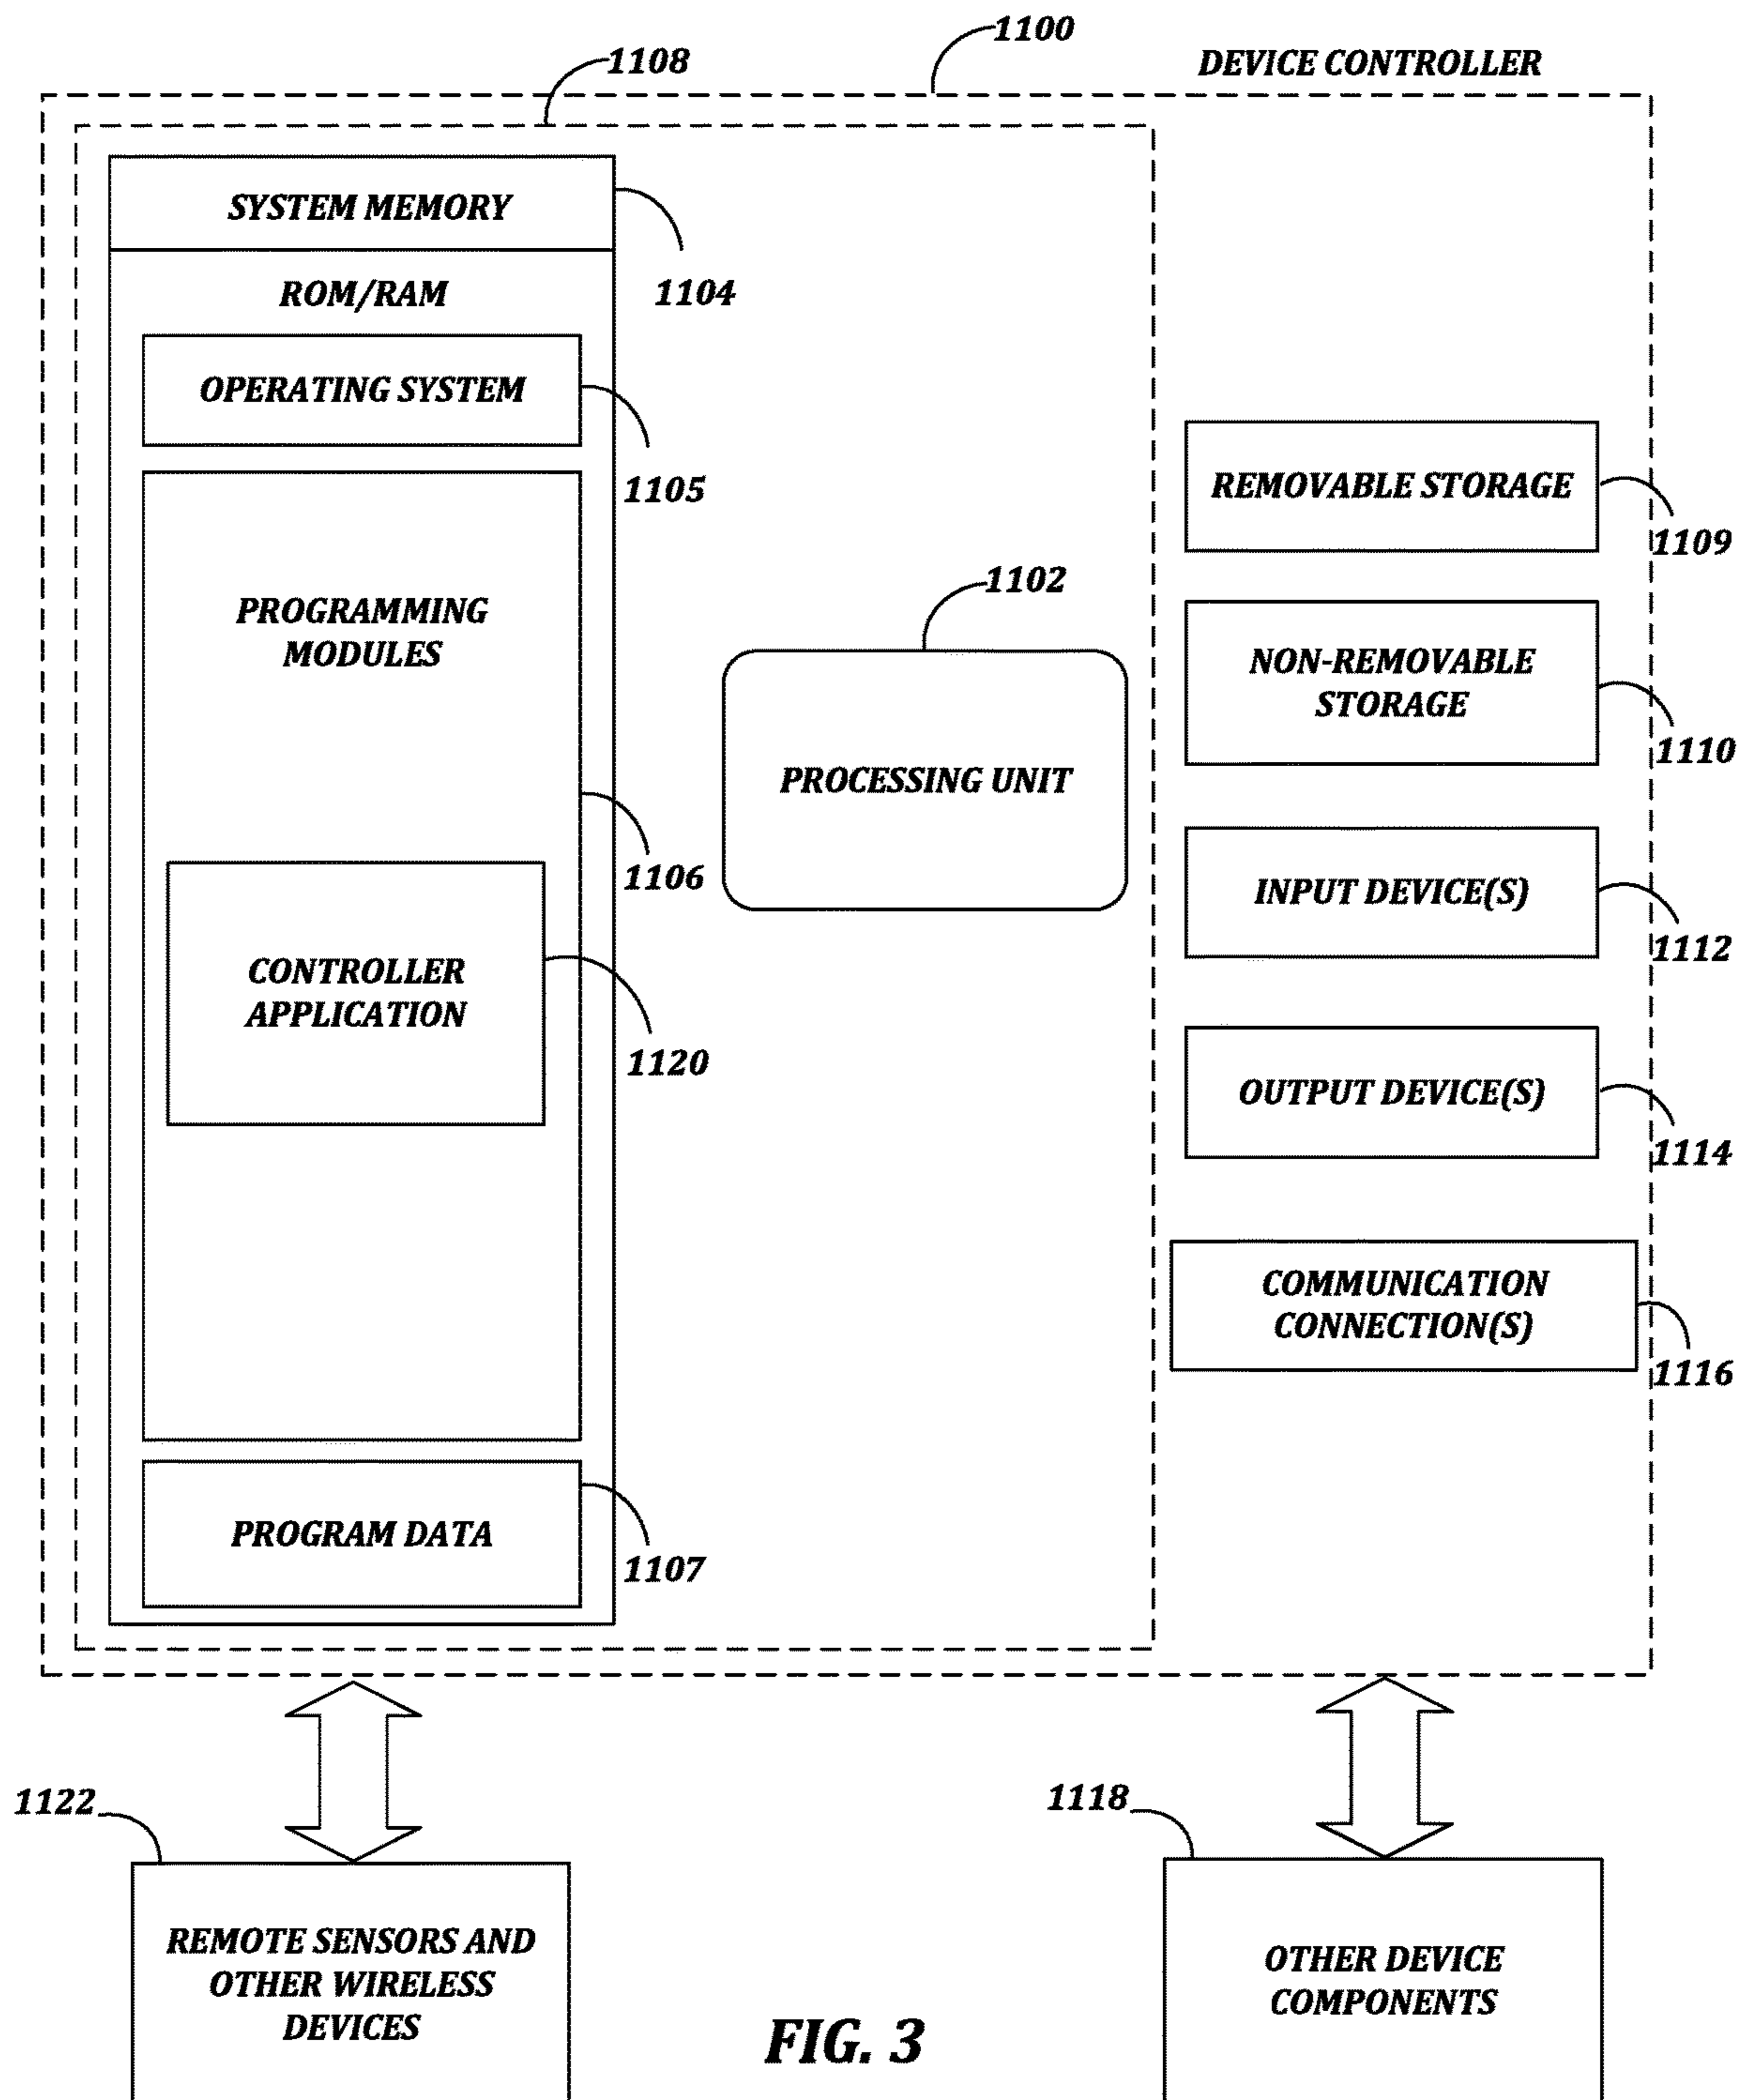 1100
DEVICE CONTROLLER
1108
SYSTEM MEMORY
1104
ROM/RAM
OPERATING SYSTEM
1105
REMOVABLE STORAGE
1109
PROGRAMMING
MODULES
1102
NON-REMOVABLE
STORAGE
1110
PROCESSING UNIT
1106
INPUT DEVICE(S)
1112
CONTROLLER
APPLICATION
1120
OUTPUT DEVICE(S)
1114
COMMUNICATION
CONNECTION(S)
1116
PROGRAM DATA
1107
1122
1118
REMOTE SENSORS AND
OTHER WIRELESS
DEVICES
OTHER DEVICE
COMPONENTS
FIG. 3